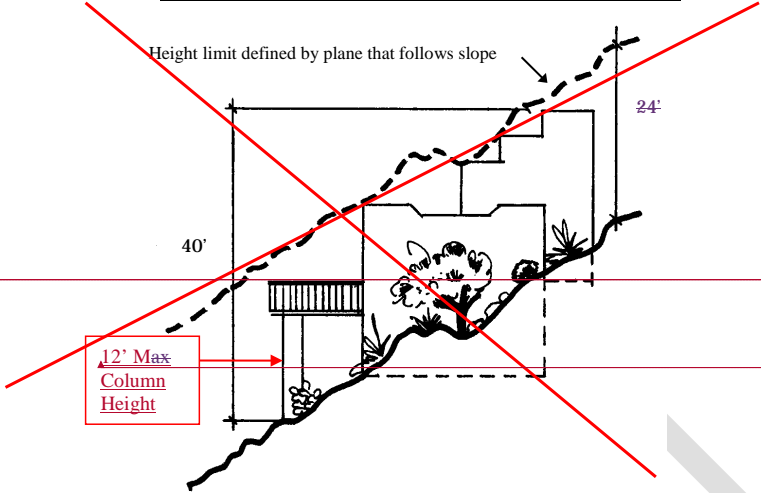 Height limit defined by plane that follows slope
24’
40’
12’ Max
Column
Height